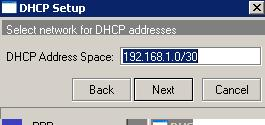 DHCP Setup
Select network for DHCP addresses
DHCP Address Space: 192.168.1.0/30
Back Next Cancel